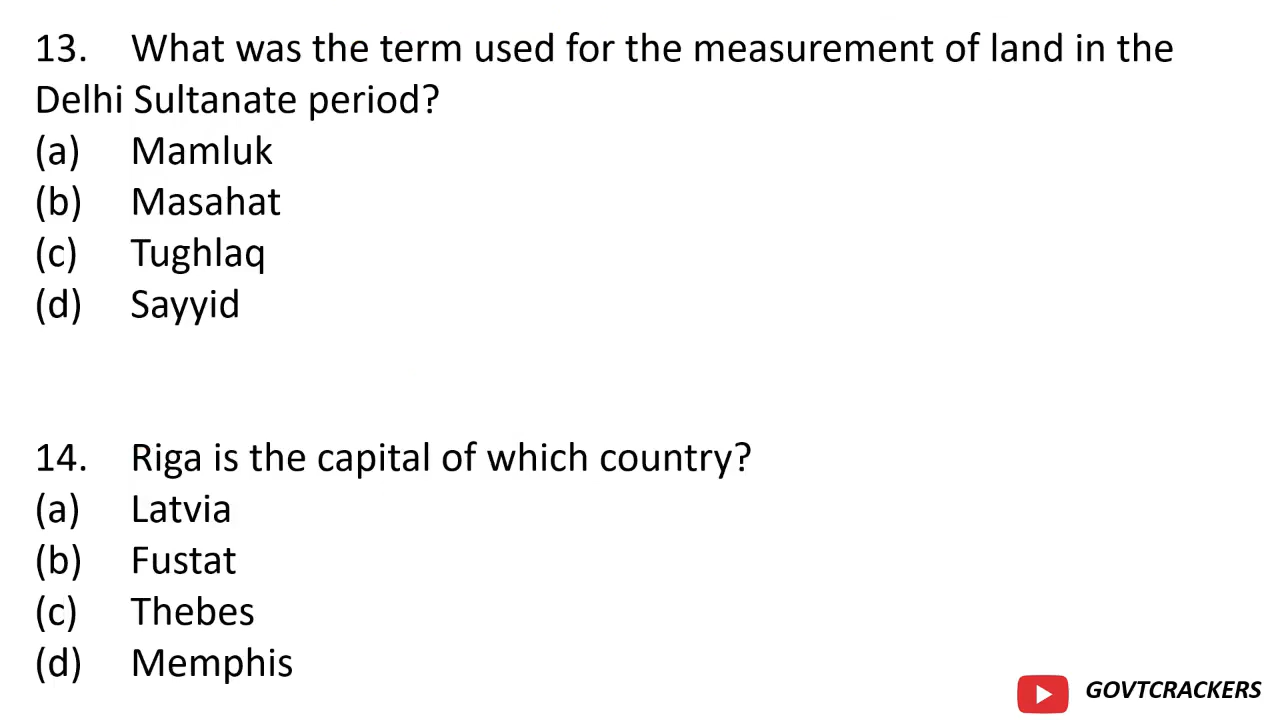 13. What was the term used for the measurement of land in the
Delhi Sultanate period?
(a) Mamluk
(b) Masahat
(c) Tughlaq
(d) Sayyid
14. Riga is the capital of which country?
(a) Latvia
(b) Fustat
(c) Thebes
(d) Memphis
GOVTCRACKERS